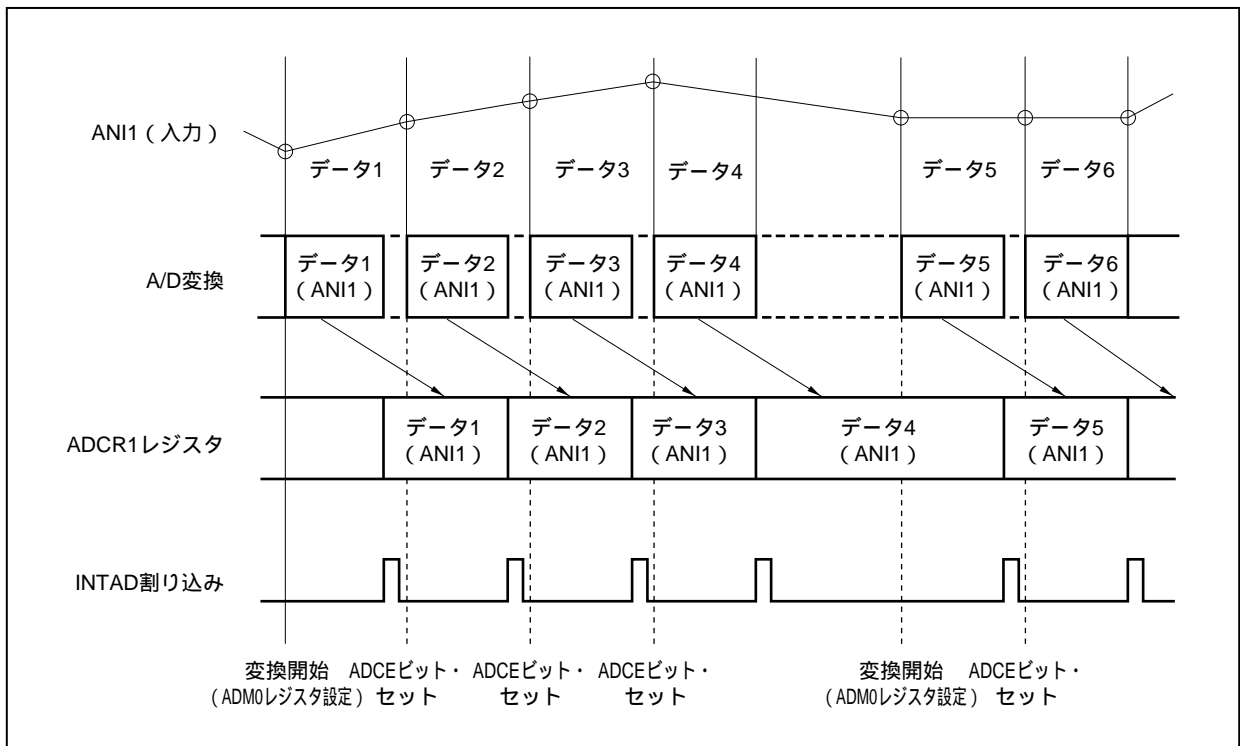 ANI1（入力）
データ1 データ2 データ3 データ4 データ5 データ6
A/D変換
データ1
（ANI1）
データ2
（ANI1）
データ3
（ANI1）
データ4
（ANI1）
データ5
（ANI1）
データ6
（ANI1）
ADCR1レジスタ
データ1
（ANI1）
データ2
（ANI1）
データ3
（ANI1）
データ4
（ANI1）
データ5
（ANI1）
INTAD割り込み
変換開始
（ADM0レジスタ設定）
ADCEビット・
セット
ADCEビット・
セット
ADCEビット・
セット
変換開始
（ADM0レジスタ設定）
ADCEビット・
セット